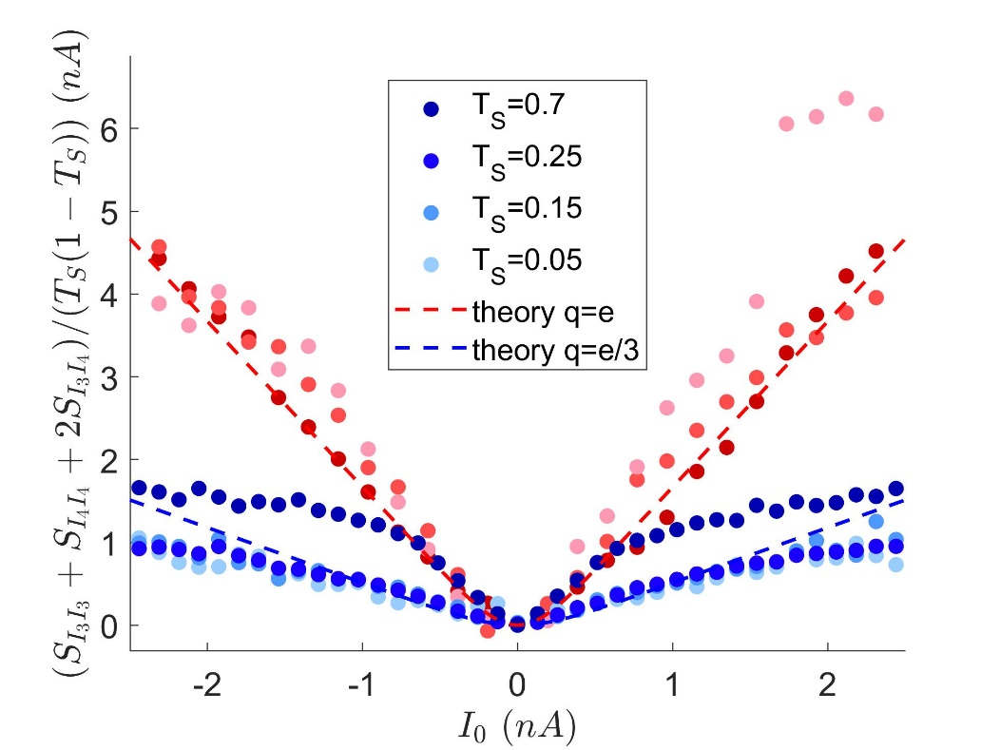 (S_{I_3I_3} + S_{I_4I_4} + 2S_{I_3I_4})/(T_S(1 − T_S)) (nA)
6
5
4
3
2
1
0
T_S=0.7
T_S=0.25
T_S=0.15
T_S=0.05
theory q=e
theory q=e/3
-2 -1 0 1 2
I_0 (nA)